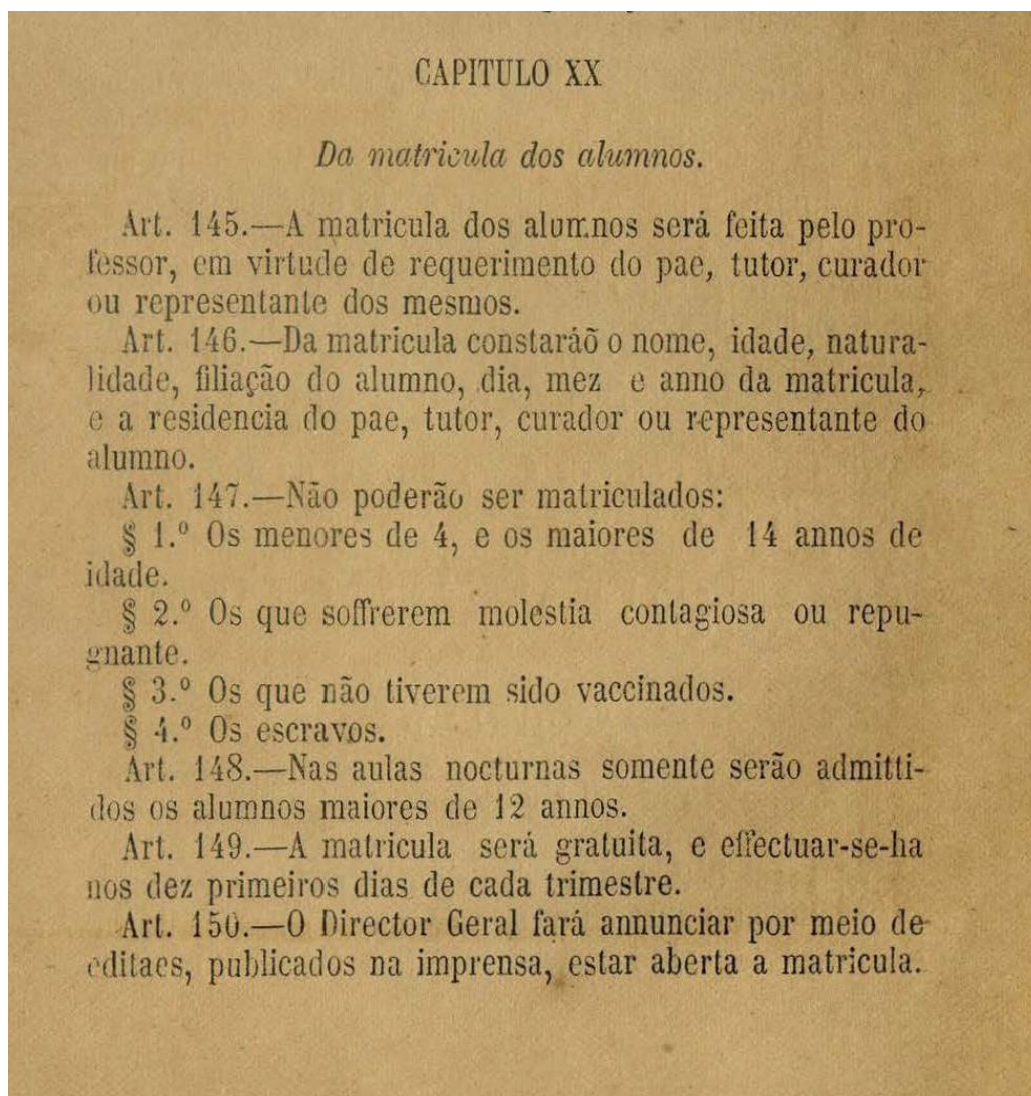 CAPITULO XX
Da matricula dos alumnos.
Art. 145.—A matricula dos alumnos será feita pelo pro-
fessor, em virtude de requerimento do pae, tutor, curador
ou representante dos mesmos.
Art. 146.—Da matricula constaráõ o nome, idade, natura-
lidade, filiação do alumno, dia, mez e anno da matricula,
e a residencia do pae, tutor, curador ou representante do
alumno.
Art. 147.—Não poderão ser matriculados:
§ 1.º Os menores de 4, e os maiores de 14 annos de
idade.
§ 2.º Os que soffrerem molestia contagiosa ou repu-
gnante.
§ 3.º Os que não tiverem sido vaccinados.
§ 4.º Os escravos.
Art. 148.—Nas aulas nocturnas somente serão admitti-
dos os alumnos maiores de 12 annos.
Art. 149.—A matricula será gratuita, e effectuar-se-ha
nos dez primeiros dias de cada trimestre.
Art. 150.—O Director Geral fará annunciar por meio de
editaes, publicados na imprensa, estar aberta a matricula.